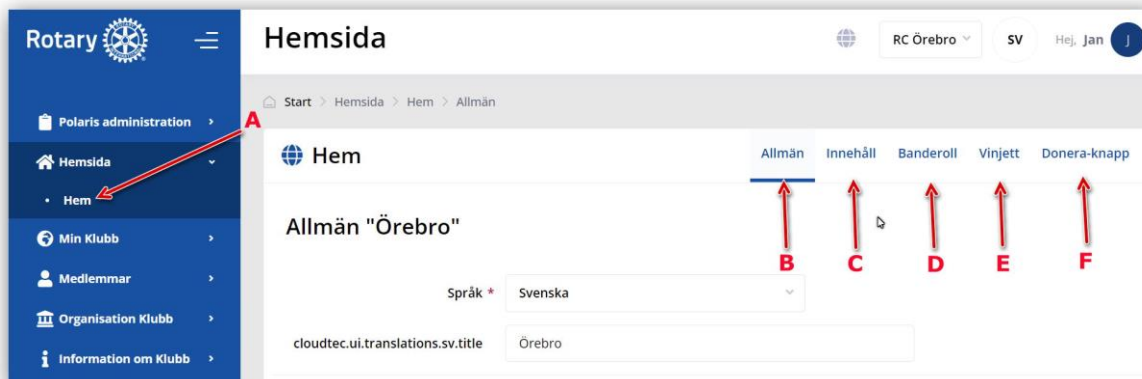 Rotary
Hemsida
RC Örebro
SV
Hej, Jan
J
Start > Hemsida > Hem > Allmän
Polaris administration
A
Hemsida
Hem
Min Klubb
Medlemmar
Organisation Klubb
Information om Klubb
Hem
Allmän Innehåll Banderoll Vinjett Donera-knapp
B C D E F
Allmän "Örebro"
Språk * Svenska
cloudtec.ui.translations.sv.title Örebro